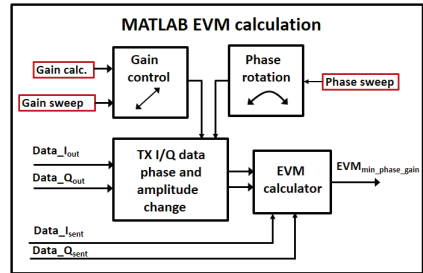 MATLAB EVM calculation
Gain calc.
Gain sweep
Gain
control
Phase
rotation
Phase sweep
Data_Iout
Data_Qout
TX I/Q data
phase and
amplitude
change
EVM
calculator
EVMmin_phase_gain
Data_Isent
Data_Qsent